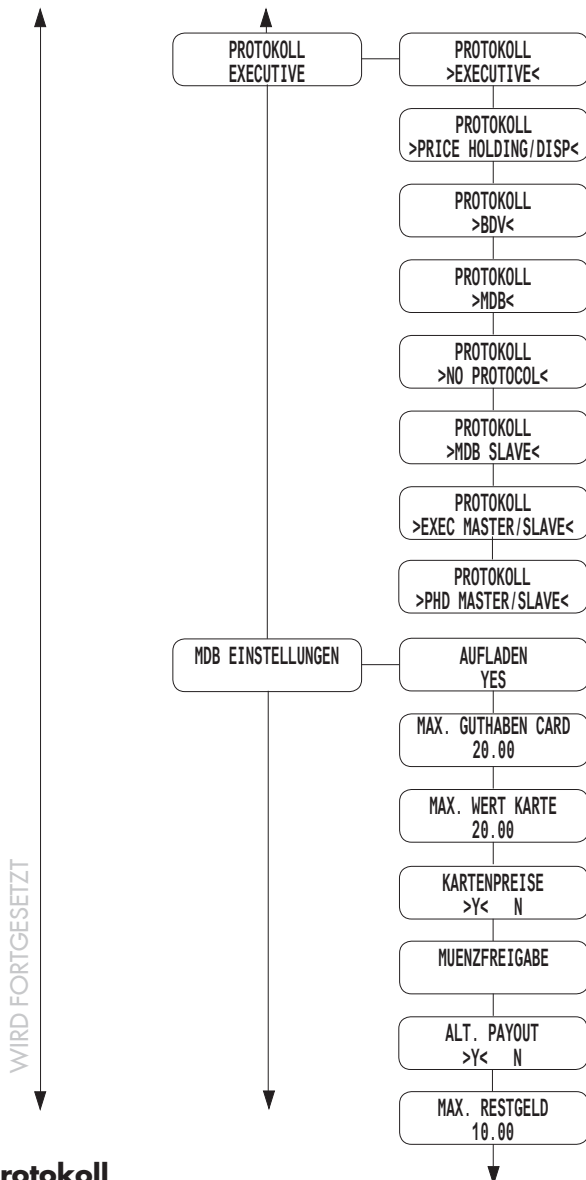 PROTOKOLL
EXECUTIVE
PROTOKOLL
>EXECUTIVE<
PROTOKOLL
>PRICE HOLDING/DISP<
PROTOKOLL
>BDV<
PROTOKOLL
>MDB<
PROTOKOLL
>NO PROTOCOL<
PROTOKOLL
>MDB SLAVE<
PROTOKOLL
>EXEC MASTER/SLAVE<
PROTOKOLL
>PHD MASTER/SLAVE<
MDB EINSTELLUNGEN
AUFLADEN
YES
MAX. GUTHABEN CARD
20.00
MAX. WERT KARTE
20.00
KARTENPREISE
>Y< N
MUENZFREIGABE
ALT. PAYOUT
>Y< N
MAX. RESTGELD
10.00
WIRD FORTGESETZT
rotokoll